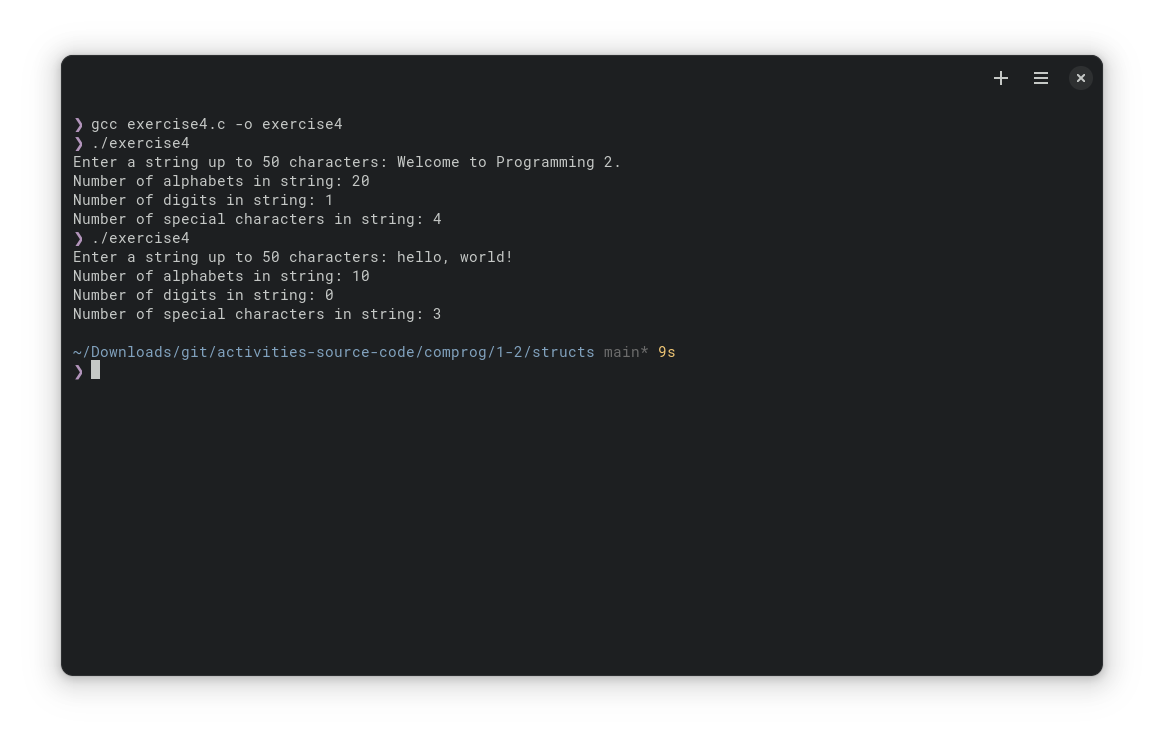 ❯ gcc exercise4.c -o exercise4
❯ ./exercise4
Enter a string up to 50 characters: Welcome to Programming 2.
Number of alphabets in string: 20
Number of digits in string: 1
Number of special characters in string: 4
❯ ./exercise4
Enter a string up to 50 characters: hello, world!
Number of alphabets in string: 10
Number of digits in string: 0
Number of special characters in string: 3
~/Downloads/git/activities-source-code/comprog/1-2/structs main* 9s
❯